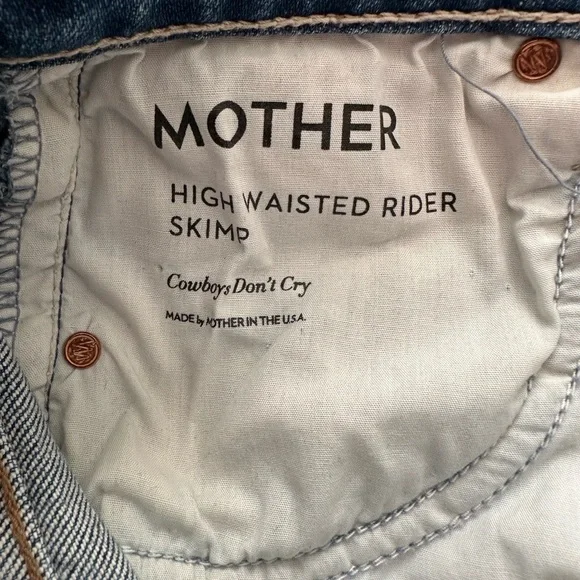 MOTHER
HIGH WAISTED RIDER
SKIMP
Cowboys Don't Cry
MADE by MOTHER IN THE U.S.A.